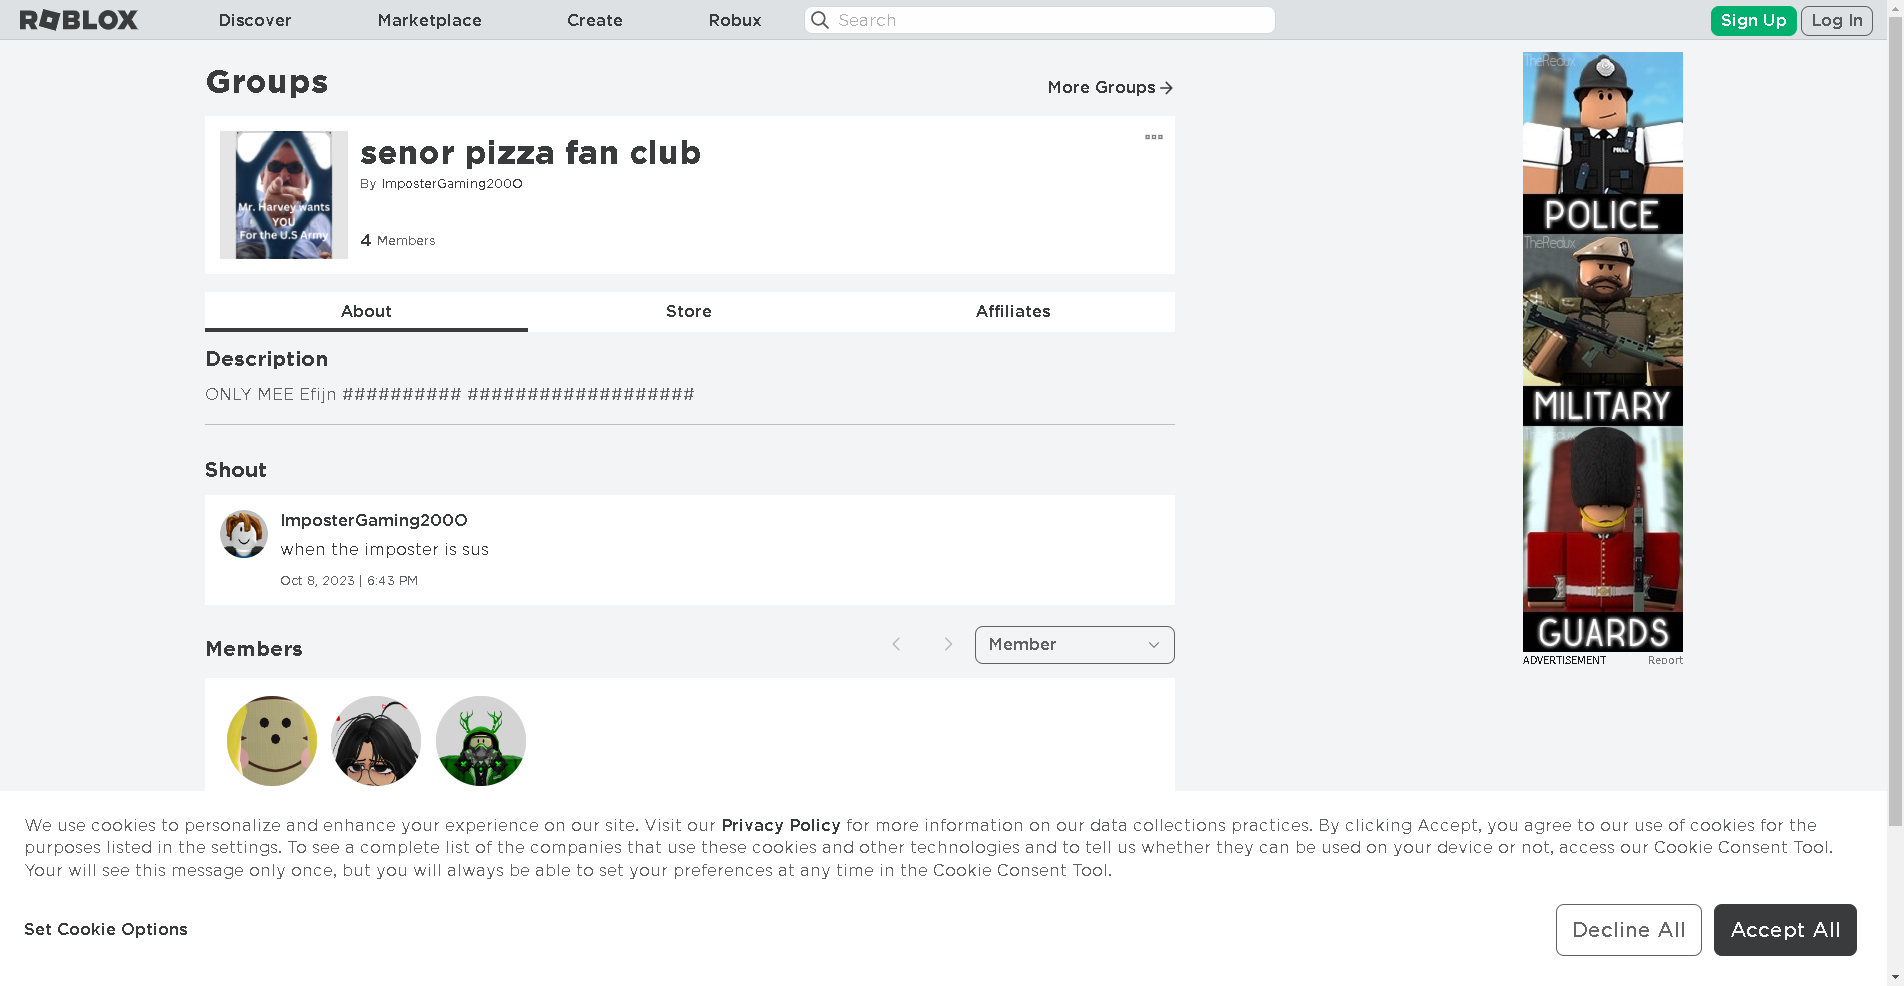 ROBLOX Discover Marketplace Create Robux Search Sign Up Log In
Groups
More Groups
senor pizza fan club
By ImposterGaming200O
4 Members
Mr. Harvey wants
YOU
For the U.S Army
About Store Affiliates
Description
ONLY MEE Efijn ########## ###################
Shout
ImposterGaming200O
when the imposter is sus
Oct 8, 2023 | 6:43 PM
Members
Member
TheRedux
POLICE
POLICE
TheRedux
MILITARY
TheRedux
GUARDS
ADVERTISEMENT Report
We use cookies to personalize and enhance your experience on our site. Visit our Privacy Policy for more information on our data collections practices. By clicking Accept, you agree to our use of cookies for the
purposes listed in the settings. To see a complete list of the companies that use these cookies and other technologies and to tell us whether they can be used on your device or not, access our Cookie Consent Tool.
Your will see this message only once, but you will always be able to set your preferences at any time in the Cookie Consent Tool.
Set Cookie Options
Decline All
Accept All